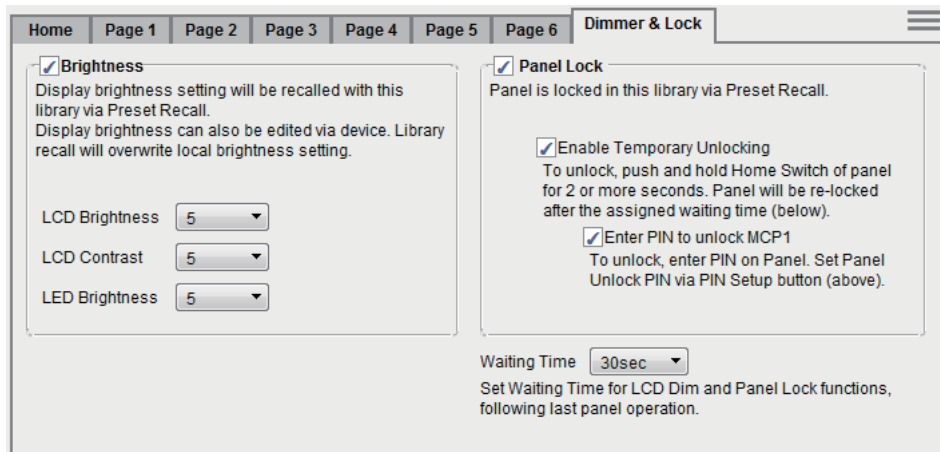 Home Page 1 Page 2 Page 3 Page 4 Page 5 Page 6 Dimmer & Lock
Brightness
Display brightness setting will be recalled with this
library via Preset Recall.
Display brightness can also be edited via device. Library
recall will overwrite local brightness setting.
LCD Brightness 5
LCD Contrast 5
LED Brightness 5
Panel Lock
Panel is locked in this library via Preset Recall.
Enable Temporary Unlocking
To unlock, push and hold Home Switch of panel
for 2 or more seconds. Panel will be re-locked
after the assigned waiting time (below).
Enter PIN to unlock MCP1
To unlock, enter PIN on Panel. Set Panel
Unlock PIN via PIN Setup button (above).
Waiting Time 30sec
Set Waiting Time for LCD Dim and Panel Lock functions,
following last panel operation.